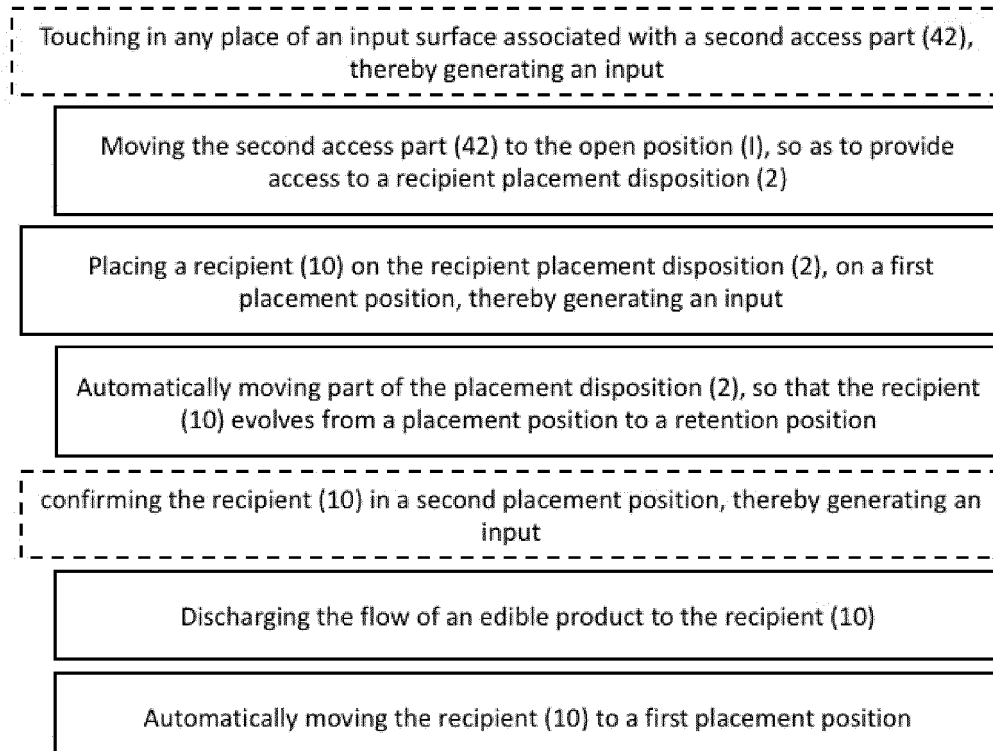 Touching in any place of an input surface associated with a second access part (42),
thereby generating an input
Moving the second access part (42) to the open position (I), so as to provide
access to a recipient placement disposition (2)
Placing a recipient (10) on the recipient placement disposition (2), on a first
placement position, thereby generating an input
Automatically moving part of the placement disposition (2), so that the recipient
(10) evolves from a placement position to a retention position
confirming the recipient (10) in a second placement position, thereby generating an
input
Discharging the flow of an edible product to the recipient (10)
Automatically moving the recipient (10) to a first placement position